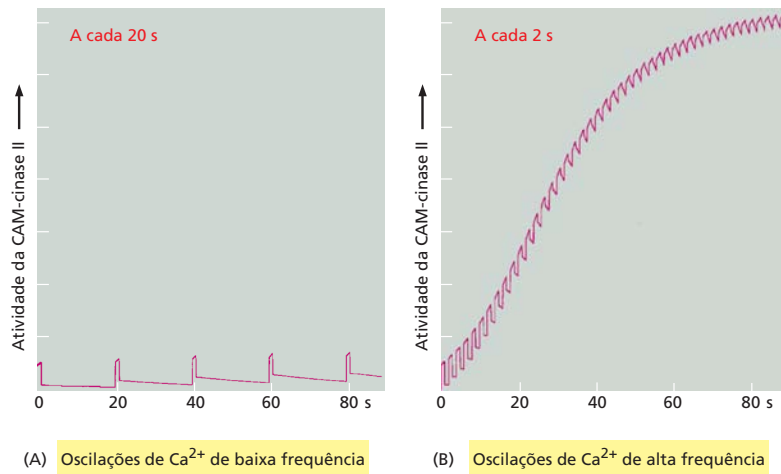 A cada 20 s
Atividade da CAM-cinase II
0 20 40 60 80 s
(A) Oscilações de Ca²⁺ de baixa frequência
A cada 2 s
Atividade da CAM-cinase II
0 20 40 60 80 s
(B) Oscilações de Ca²⁺ de alta frequência